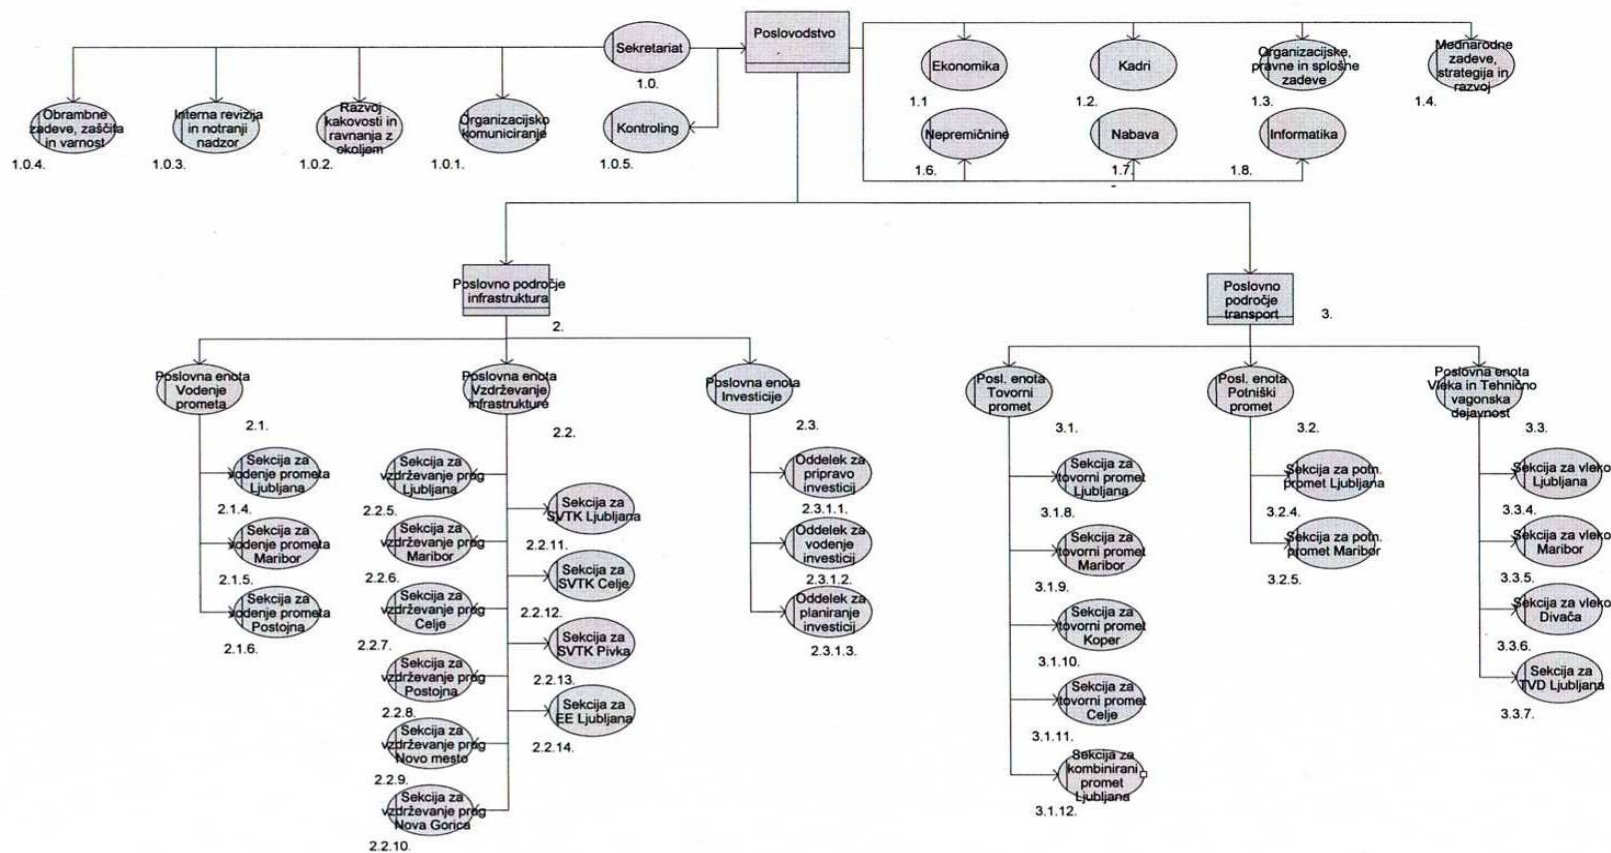 Poslovodstvo
Sekretariat
1.0.
Kontroling
1.0.5.
Obrambne
zadeve, zaščita
in varnost
1.0.4.
Interna revizija
in notranji
nadzor
1.0.3.
Razvoj
kakovosti in
ravnanja z
okoljem
1.0.2.
Organizacijsko
komuniciranje
1.0.1.
Ekonomika
1.1
Kadri
1.2.
Organizacijske,
pravne in splošne
zadeve
1.3.
Mednarodne
zadeve,
strategija in
razvoj
1.4.
Nepremičnine
1.6.
Nabava
1.7.
Informatika
1.8.
Poslovno področje
infrastruktura
2.
Poslovno
področje
transport
3.
Poslovna enota
Vodenje
prometa
2.1.
Sekcija za
vodenje prometa
Ljubljana
2.1.4.
Sekcija za
vodenje prometa
Maribor
2.1.5.
Sekcija za
vodenje prometa
Postojna
2.1.6.
Poslovna enota
Vzdrževanje
infrastrukture
2.2.
Sekcija za
vzdrževanje prog
Ljubljana
2.2.5.
Sekcija za
vzdrževanje prog
Maribor
2.2.6.
Sekcija za
vzdrževanje prog
Celje
2.2.7.
Sekcija za
vzdrževanje prog
Postojna
2.2.8.
Sekcija za
vzdrževanje prog
Novo mesto
2.2.9.
Sekcija za
vzdrževanje prog
Nova Gorica
2.2.10.
Sekcija za
SVTK Ljubljana
2.2.11.
Sekcija za
SVTK Celje
2.2.12.
Sekcija za
SVTK Pivka
2.2.13.
Sekcija za
EE Ljubljana
2.2.14.
Poslovna enota
Investicije
2.3.
Oddelek za
pripravo
investicij
2.3.1.1.
Oddelek za
vodenje
investicij
2.3.1.2.
Oddelek za
planiranje
investicij
2.3.1.3.
Posl. enota
Tovorni
promet
3.1.
Sekcija za
tovorni promet
Ljubljana
3.1.8.
Sekcija za
tovorni promet
Maribor
3.1.9.
Sekcija za
tovorni promet
Koper
3.1.10.
Sekcija za
tovorni promet
Celje
3.1.11.
Sekcija za
kombinirani
promet
Ljubljana
3.1.12.
Posl. enota
Potniški
promet
3.2.
Sekcija za potn.
promet Ljubljana
3.2.4.
Sekcija za potn.
promet Maribor
3.2.5.
Poslovna enota
Vleka in Tehnično
vagonska
dejavnost
3.3.
Sekcija za vleko
Ljubljana
3.3.4.
Sekcija za vleko
Maribor
3.3.5.
Sekcija za vleko
Divača
3.3.6.
Sekcija za
TVD Ljubljana
3.3.7.